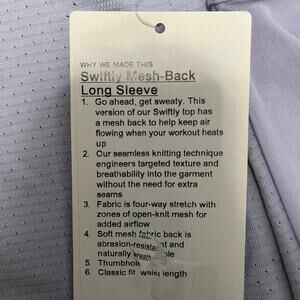 WHY WE MADE THIS
Swiftly Mesh-Back
Long Sleeve
1. Go ahead, get sweaty. This
version of our Swiftly top has
a mesh back to help keep air
flowing when your workout heats
up
2. Our seamless knitting technique
engineers targeted texture and
breathability into the garment
without the need for extra
seams
3. Fabric is four-way stretch with
zones of open-knit mesh for
added airflow
4. Soft mesh fabric back is
abrasion-resistant and
naturally
5. Thumbhole
6. Classic fit, waist length